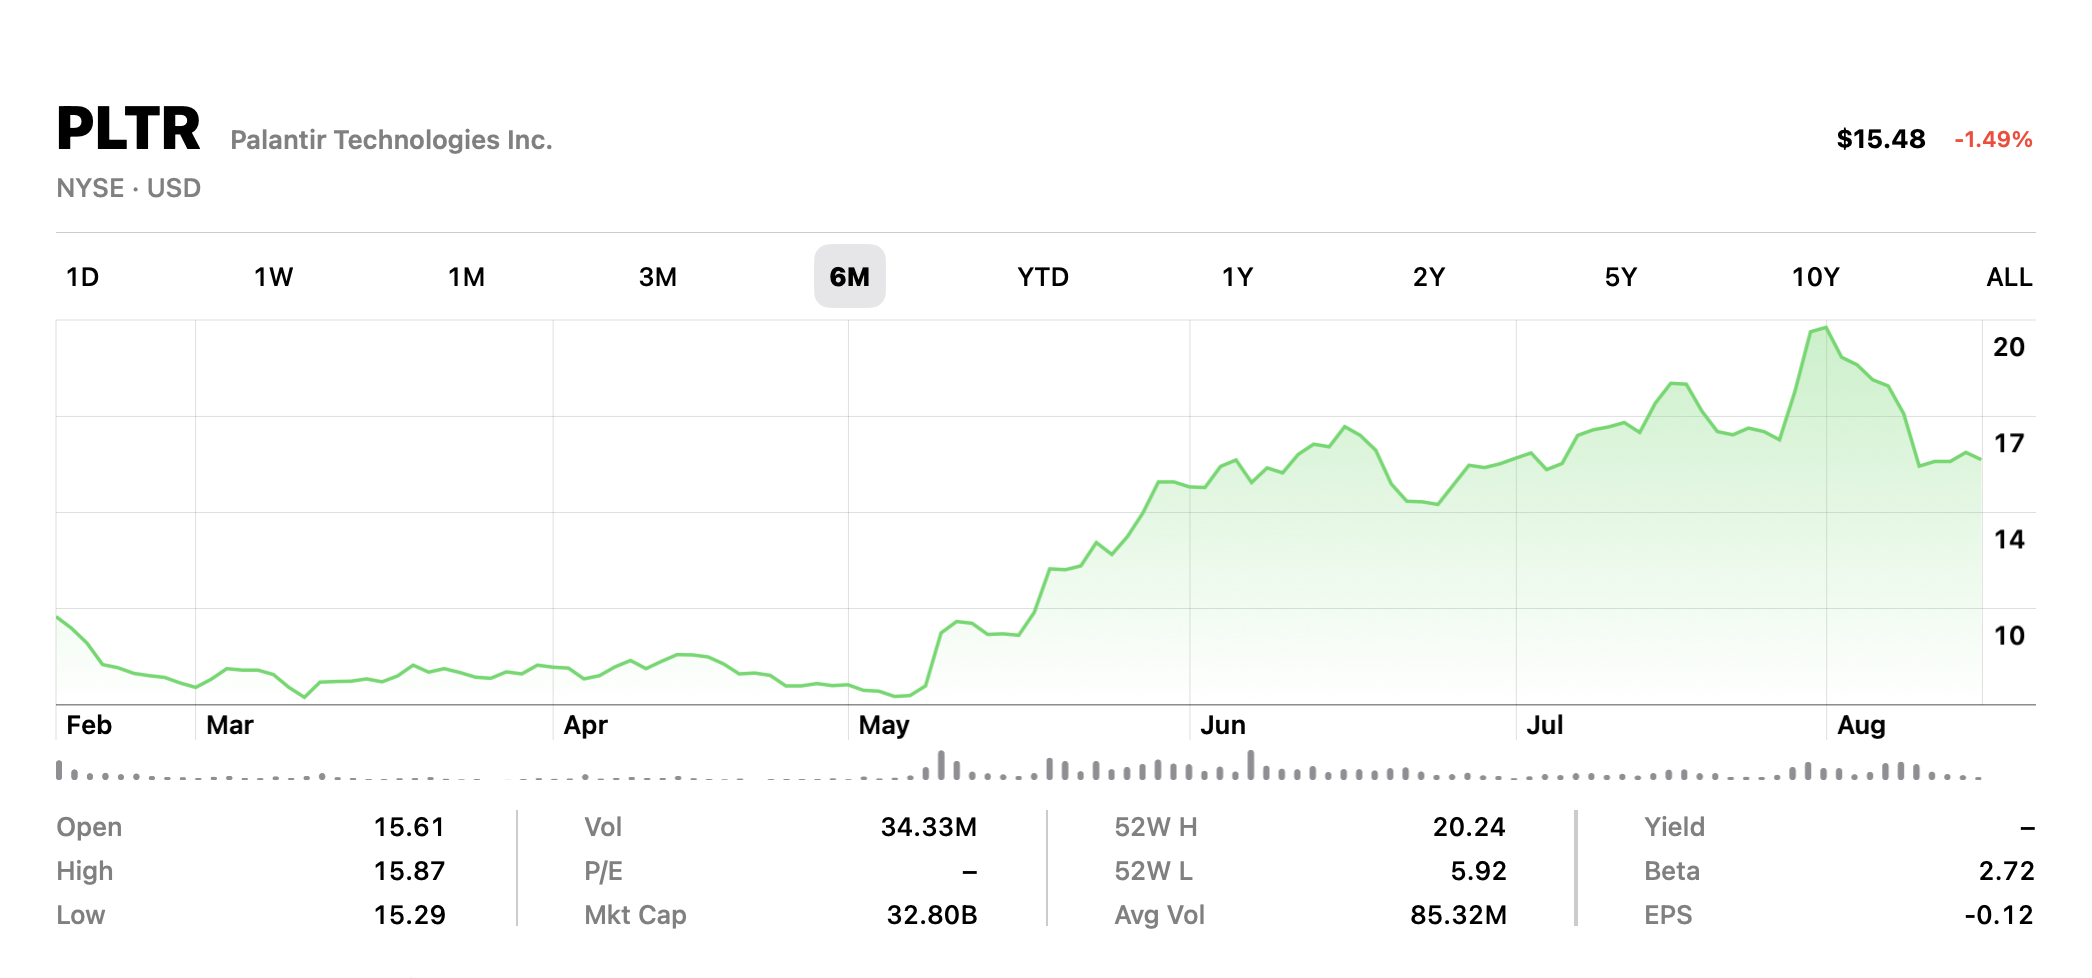 PLTR Palantir Technologies Inc. $15.48 -1.49%
NYSE · USD
1D 1W 1M 3M 6M YTD 1Y 2Y 5Y 10Y ALL
20
17
14
10
Feb Mar Apr May Jun Jul Aug
Open 15.61 Vol 34.33M 52W H 20.24 Yield –
High 15.87 P/E – 52W L 5.92 Beta 2.72
Low 15.29 Mkt Cap 32.80B Avg Vol 85.32M EPS -0.12